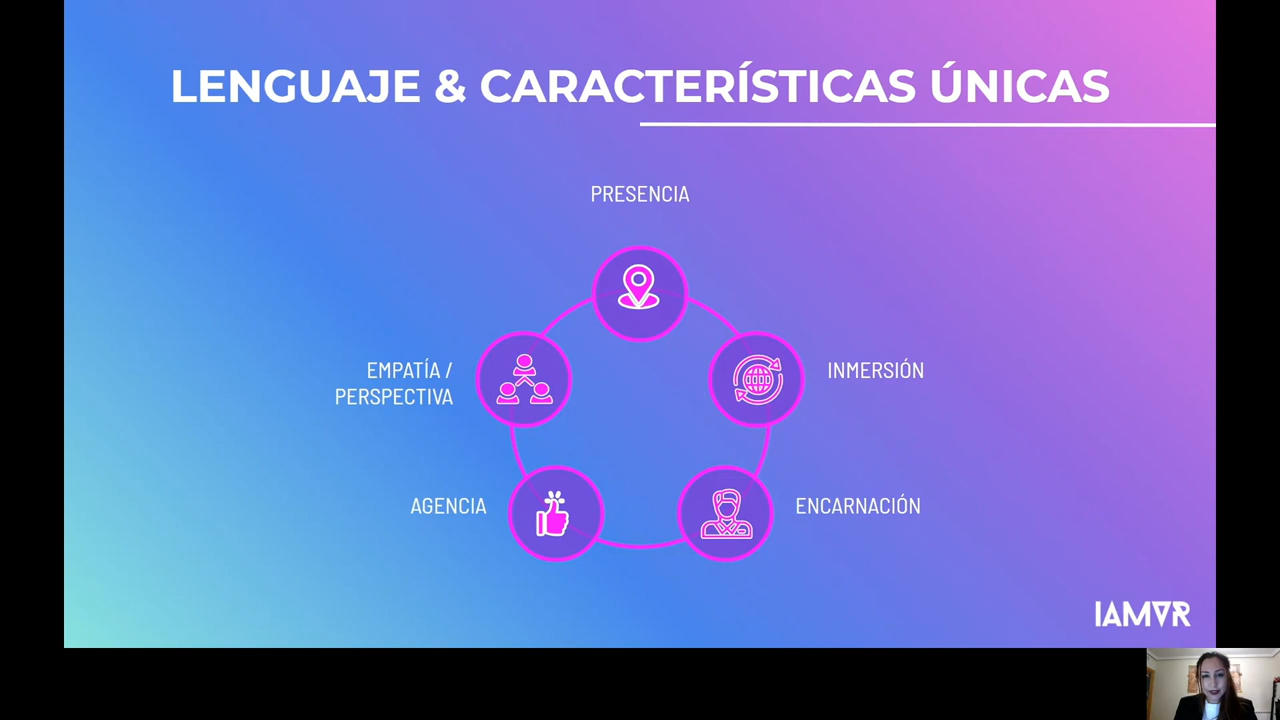 LENGUAJE & CARACTERÍSTICAS ÚNICAS
PRESENCIA
EMPATÍA /
PERSPECTIVA
INMERSIÓN
AGENCIA
ENCARNACIÓN
IAMVR